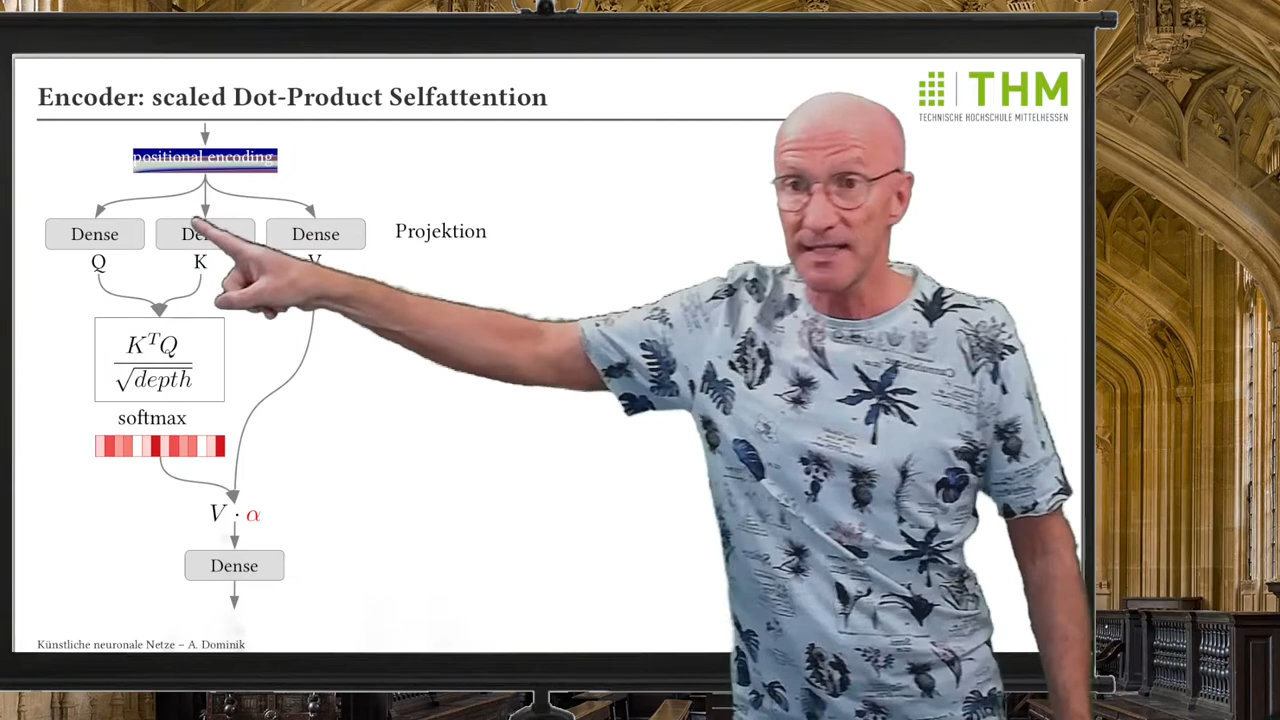 Encoder: scaled Dot-Product Selfattention
THM
TECHNISCHE HOCHSCHULE MITTELHESSEN
positional encoding
Dense
Dense
Projektion
Q
K
V
K^T Q
√depth
softmax
V · α
Dense
Künstliche neuronale Netze – A. Dominik